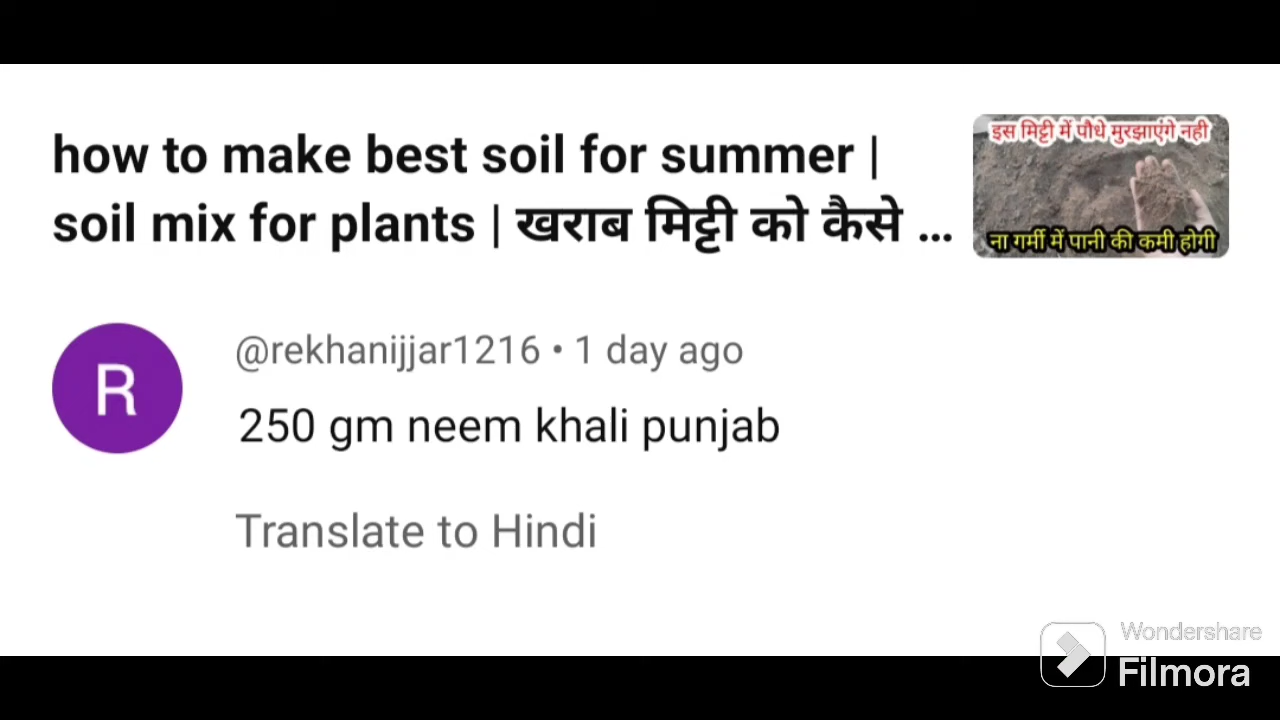 how to make best soil for summer |
soil mix for plants | खराब मिट्टी को कैसे ...
इस मिट्टी में पौधे मुरझाएंगे नही
ना गर्मी में पानी की कमी होगी
R
@rekhanijjar1216 • 1 day ago
250 gm neem khali punjab
Translate to Hindi
Wondershare
Filmora